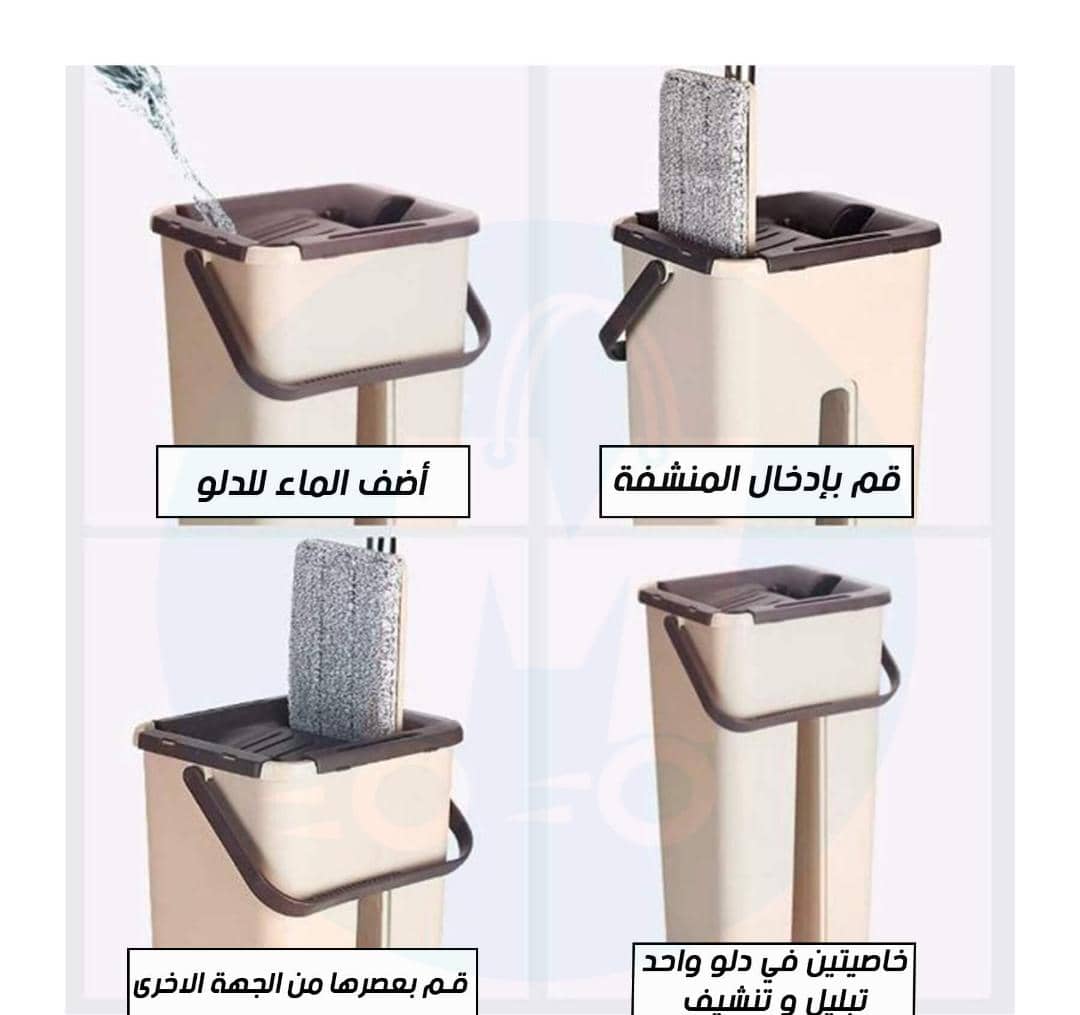 أضف الماء للدلو
قم بإدخال المنشفة
قم بعصرها من الجهة الاخرى
خاصيتين في دلو واحد
تبليل و تنشيف